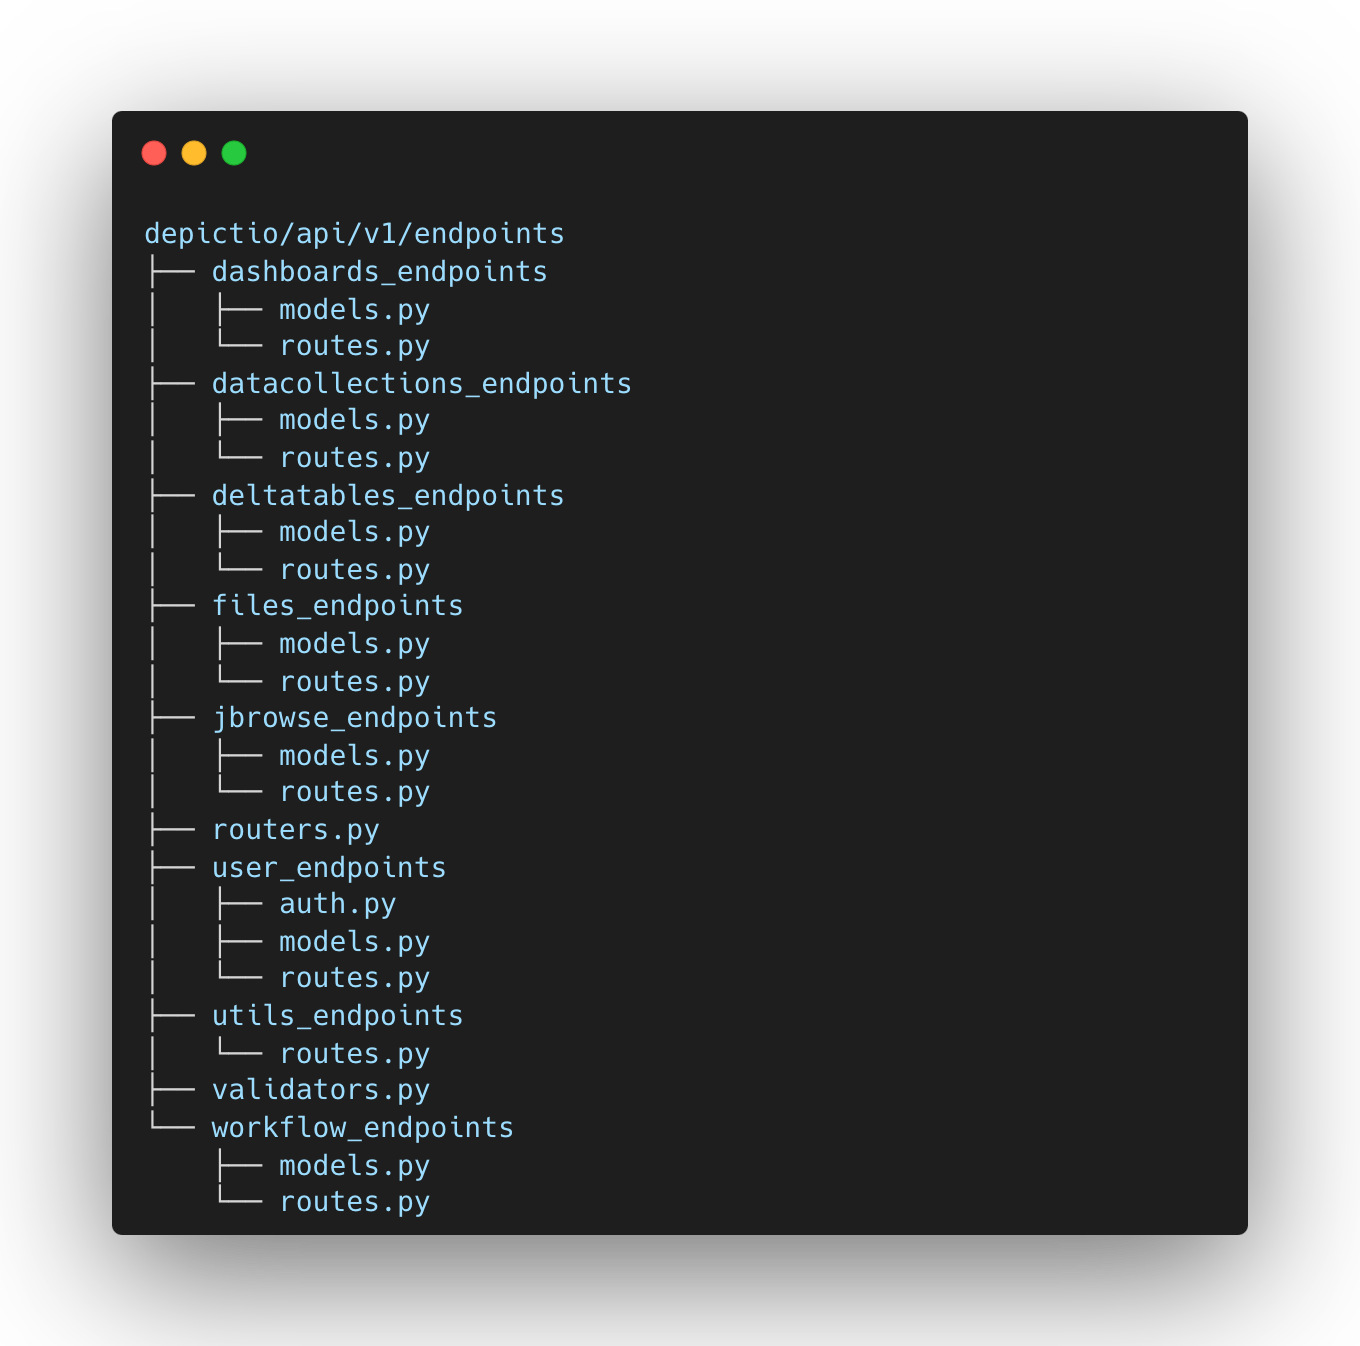 depictio/api/v1/endpoints
├── dashboards_endpoints
│   ├── models.py
│   └── routes.py
├── datacollections_endpoints
│   ├── models.py
│   └── routes.py
├── deltatables_endpoints
│   ├── models.py
│   └── routes.py
├── files_endpoints
│   ├── models.py
│   └── routes.py
├── jbrowse_endpoints
│   ├── models.py
│   └── routes.py
├── routers.py
├── user_endpoints
│   ├── auth.py
│   ├── models.py
│   └── routes.py
├── utils_endpoints
│   └── routes.py
├── validators.py
└── workflow_endpoints
    ├── models.py
    └── routes.py